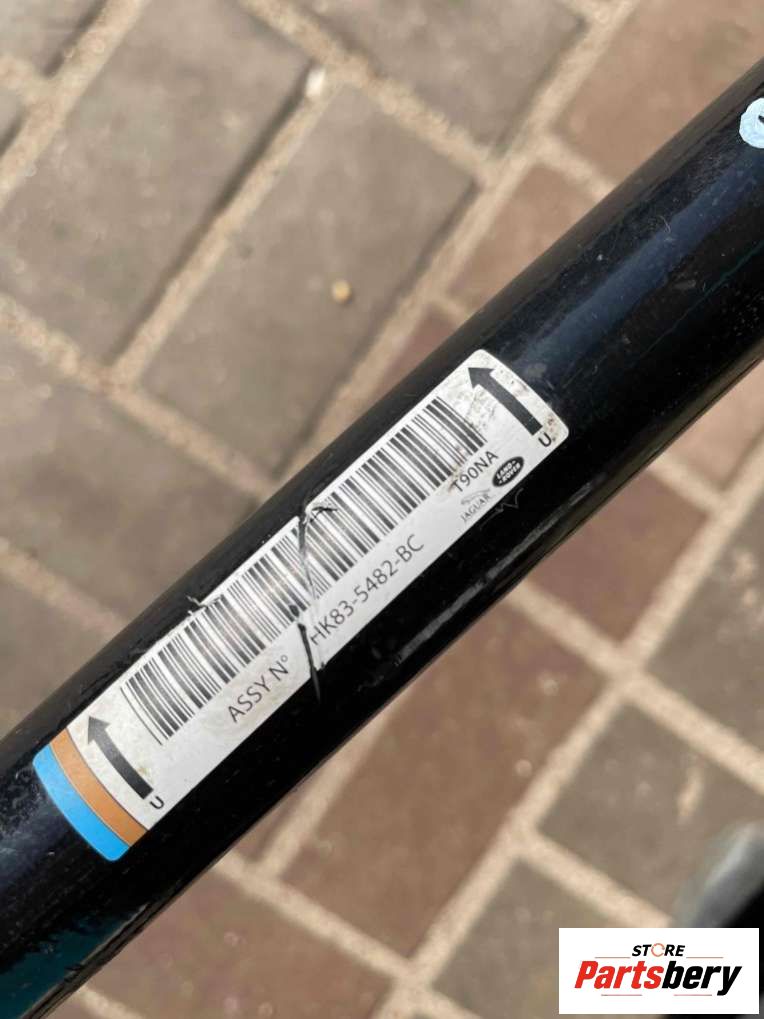 T90NA
JAGUAR
LAND
ROVER
ASSY N° HK83-5482-BC
U
U
STORE
Partsbery